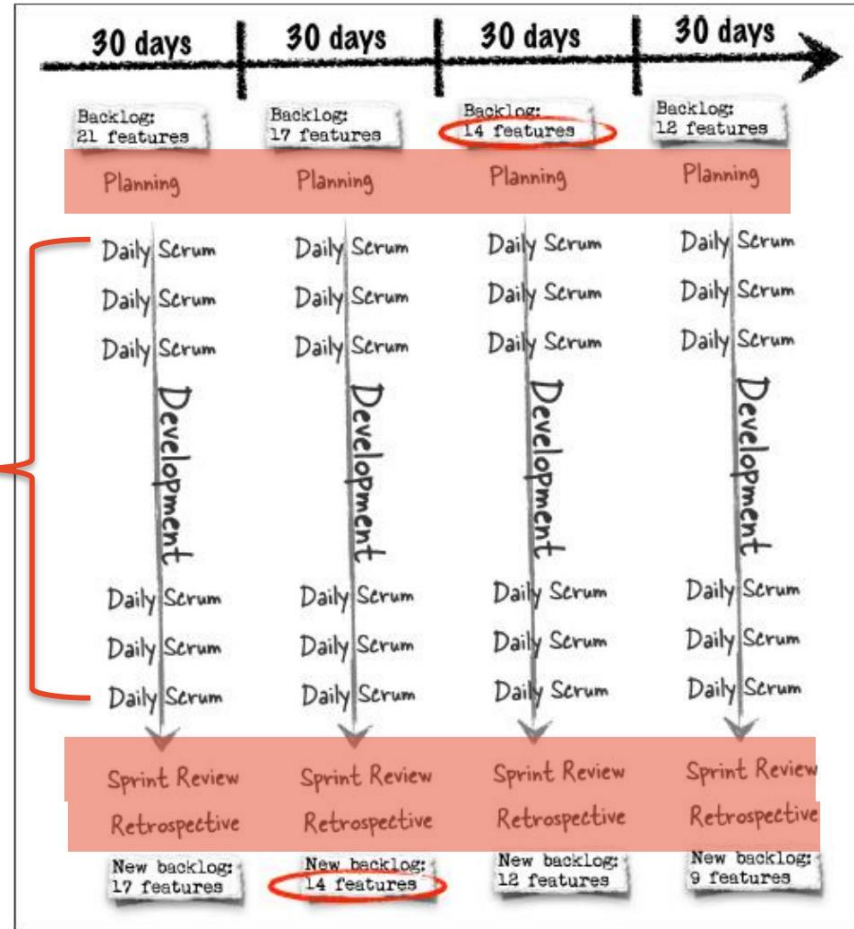 30 days 30 days 30 days 30 days
Backlog: Backlog: Backlog: Backlog:
21 features 17 features 14 features 12 features
Planning Planning Planning Planning
Daily Scrum Daily Scrum Daily Scrum Daily Scrum
Daily Scrum Daily Scrum Daily Scrum Daily Scrum
Daily Scrum Daily Scrum Daily Scrum Daily Scrum
Development Development Development Development
Daily Scrum Daily Scrum Daily Scrum Daily Scrum
Daily Scrum Daily Scrum Daily Scrum Daily Scrum
Daily Scrum Daily Scrum Daily Scrum Daily Scrum
Sprint Review Sprint Review Sprint Review Sprint Review
Retrospective Retrospective Retrospective Retrospective
New backlog: New backlog: New backlog: New backlog:
17 features 14 features 12 features 9 features